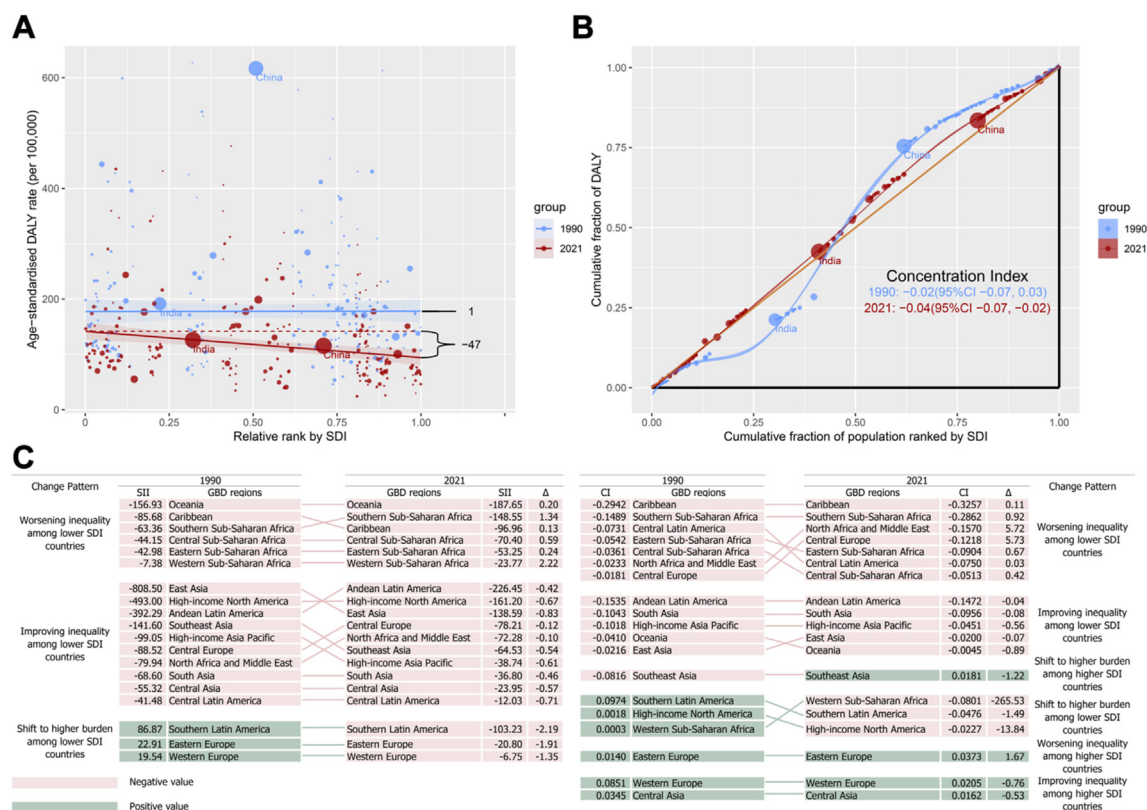 A
Age−standardised DALY rate (per 100,000)
600
400
200
0
China
India
India
China
1
−47
0
0.25
0.50
0.75
1.00
Relative rank by SDI
group
1990
2021
B
Cumulative fraction of DALY
1.00
0.75
0.50
0.25
0.00
China
China
India
India
Concentration Index
1990: −0.02(95%CI −0.07, 0.03)
2021: −0.04(95%CI −0.07, −0.02)
0.00
0.25
0.50
0.75
1.00
Cumulative fraction of population ranked by SDI
group
1990
2021
C
Change Pattern
1990
2021
SII GBD regions
GBD regions SII Δ
Worsening inequality
among lower SDI
countries
-156.93 Oceania Oceania -187.65 0.20
-85.68 Caribbean Southern Sub-Saharan Africa -148.55 1.34
-63.36 Southern Sub-Saharan Africa Caribbean -96.96 0.13
-44.15 Central Sub-Saharan Africa Central Sub-Saharan Africa -70.40 0.59
-42.98 Eastern Sub-Saharan Africa Eastern Sub-Saharan Africa -53.25 0.24
-7.38 Western Sub-Saharan Africa Western Sub-Saharan Africa -23.77 2.22
Improving inequality
among lower SDI
countries
-808.50 East Asia Andean Latin America -226.45 -0.42
-493.00 High-income North America High-income North America -161.20 -0.67
-392.29 Andean Latin America East Asia -138.59 -0.83
-141.60 Southeast Asia Central Europe -78.21 -0.12
-99.05 High-income Asia Pacific North Africa and Middle East -72.28 -0.10
-88.52 Central Europe Southeast Asia -64.53 -0.54
-79.94 North Africa and Middle East High-income Asia Pacific -38.74 -0.61
-68.60 South Asia South Asia -36.80 -0.46
-55.32 Central Asia Central Asia -23.95 -0.57
-41.48 Central Latin America Central Latin America -12.03 -0.71
Shift to higher burden
among lower SDI
countries
86.87 Southern Latin America Southern Latin America -103.23 -2.19
22.91 Eastern Europe Eastern Europe -20.80 -1.91
19.54 Western Europe Western Europe -6.75 -1.35
Negative value
Positive value
1990
2021
CI GBD regions
GBD regions CI Δ
Change Pattern
-0.2942 Caribbean Caribbean -0.3257 0.11
-0.1489 Southern Sub-Saharan Africa Southern Sub-Saharan Africa -0.2862 0.92
-0.0731 Central Latin America North Africa and Middle East -0.1570 5.72
-0.0542 Eastern Sub-Saharan Africa Central Europe -0.1218 5.73
-0.0361 Central Sub-Saharan Africa Eastern Sub-Saharan Africa -0.0904 0.67
-0.0233 North Africa and Middle East Central Latin America -0.0750 0.03
-0.0181 Central Europe Central Sub-Saharan Africa -0.0513 0.42
Worsening inequality
among lower SDI
countries
-0.1535 Andean Latin America Andean Latin America -0.1472 -0.04
-0.1043 South Asia South Asia -0.0956 -0.08
-0.1018 High-income Asia Pacific High-income Asia Pacific -0.0451 -0.56
-0.0410 Oceania East Asia -0.0200 -0.07
-0.0216 East Asia Oceania -0.0045 -0.89
Improving inequality
among lower SDI
countries
-0.0816 Southeast Asia Southeast Asia 0.0181 -1.22
Shift to higher burden
among higher SDI
countries
0.0974 Southern Latin America Western Sub-Saharan Africa -0.0801 -265.53
0.0018 High-income North America Southern Latin America -0.0476 -1.49
0.0003 Western Sub-Saharan Africa High-income North America -0.0227 -13.84
Shift to higher burden
among lower SDI
countries
0.0140 Eastern Europe Eastern Europe 0.0373 1.67
Worsening inequality
among higher SDI
countries
0.0851 Western Europe Western Europe 0.0205 -0.76
0.0345 Central Asia Central Asia 0.0162 -0.53
Improving inequality
among higher SDI
countries